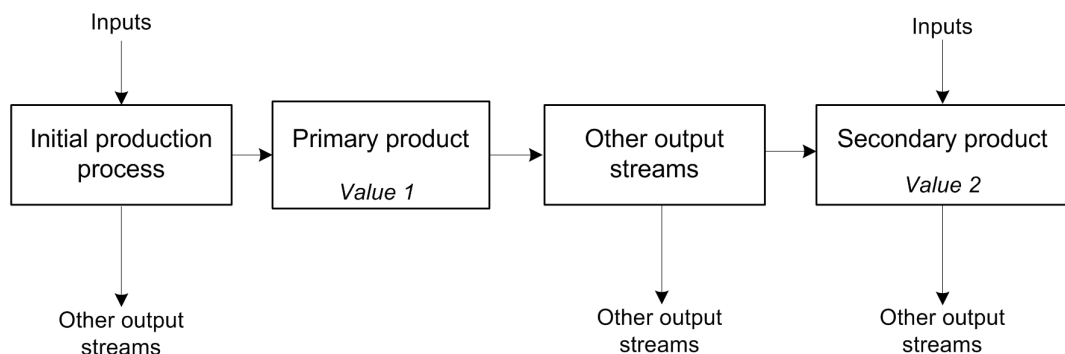 Inputs
Inputs
Initial production
process
Primary product
Value 1
Other output
streams
Secondary product
Value 2
Other output
streams
Other output
streams
Other output
streams